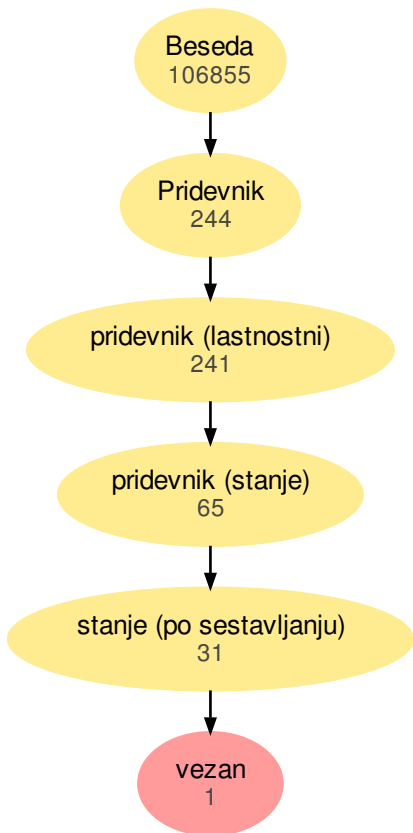 Beseda
106855
Pridevnik
244
pridevnik (lastnostni)
241
pridevnik (stanje)
65
stanje (po sestavljanju)
31
vezan
1